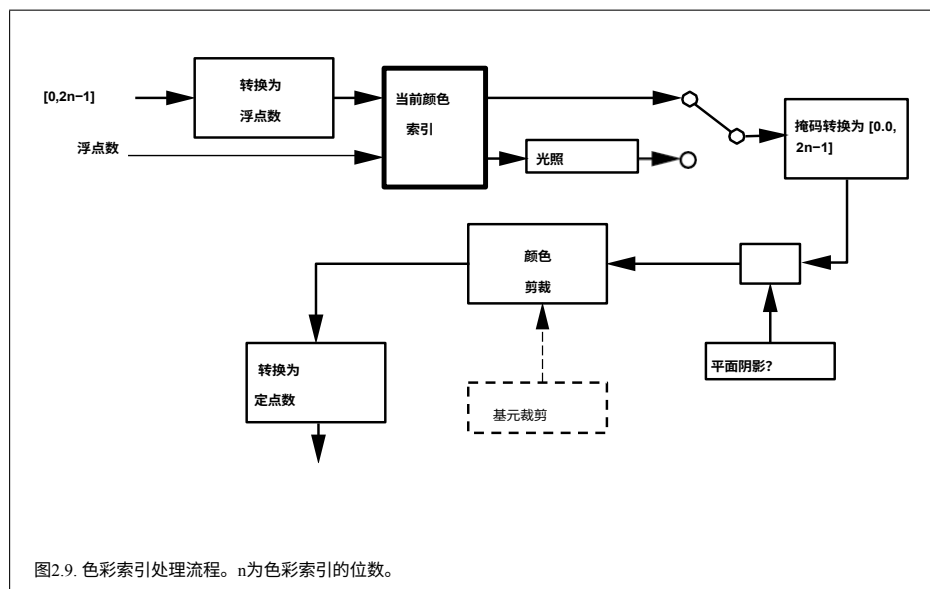 [0,2n−1]
转换为
浮点数
浮点数
当前颜色
索引
光照
掩码转换为 [0.0,
2n−1]
颜色
剪裁
平面阴影?
转换为
定点数
基元裁剪
图2.9. 色彩索引处理流程。n为色彩索引的位数。